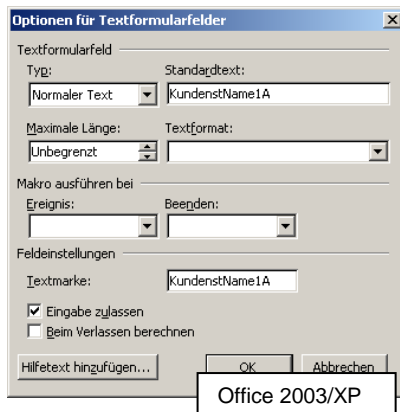 Optionen für Textformularfelder
Textformularfeld
Typ: Standardtext:
Normaler Text KundenstName1A
Maximale Länge: Textformat:
Unbegrenzt
Makro ausführen bei
Ereignis: Beenden:
Feldeinstellungen
Textmarke: KundenstName1A
Eingabe zulassen
Beim Verlassen berechnen
Hilfetext hinzufügen... OK Abbrechen
Office 2003/XP